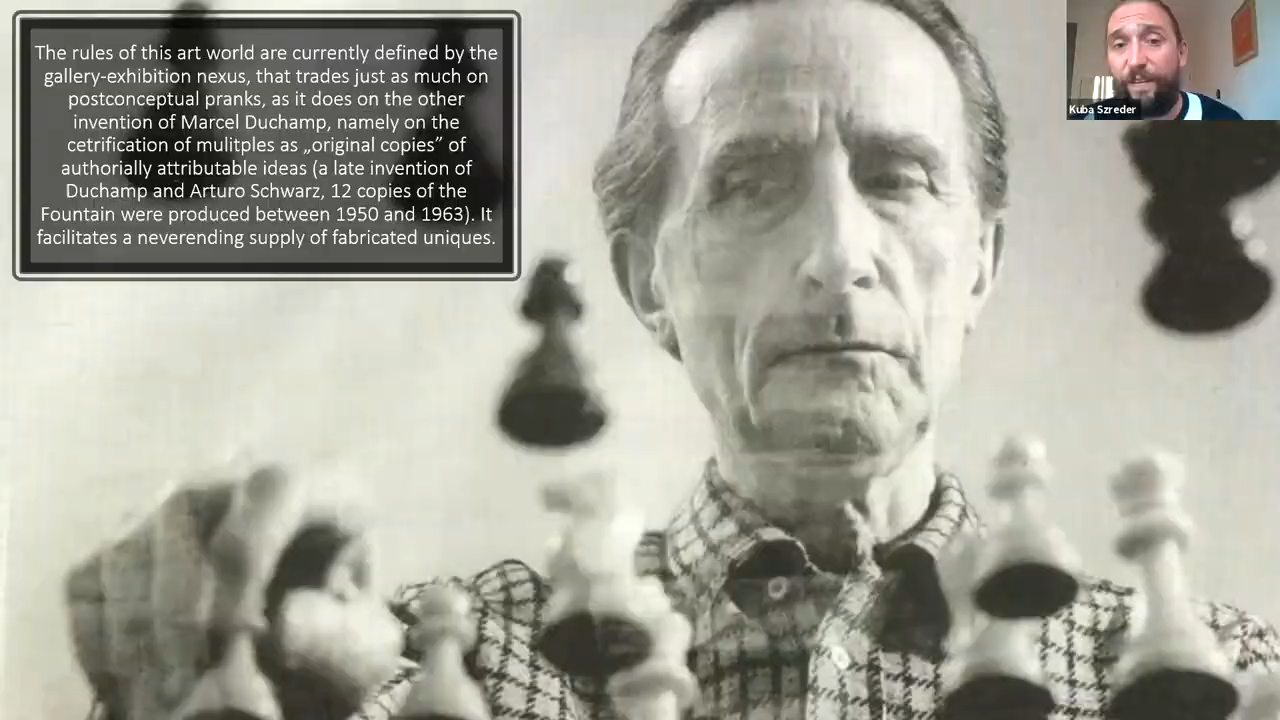 The rules of this art world are currently defined by the
gallery-exhibition nexus, that trades just as much on
postconceptual pranks, as it does on the other
invention of Marcel Duchamp, namely on the
cetrification of mulitples as „original copies” of
authorially attributable ideas (a late invention of
Duchamp and Arturo Schwarz, 12 copies of the
Fountain were produced between 1950 and 1963). It
facilitates a neverending supply of fabricated uniques.
Kuba Szreder